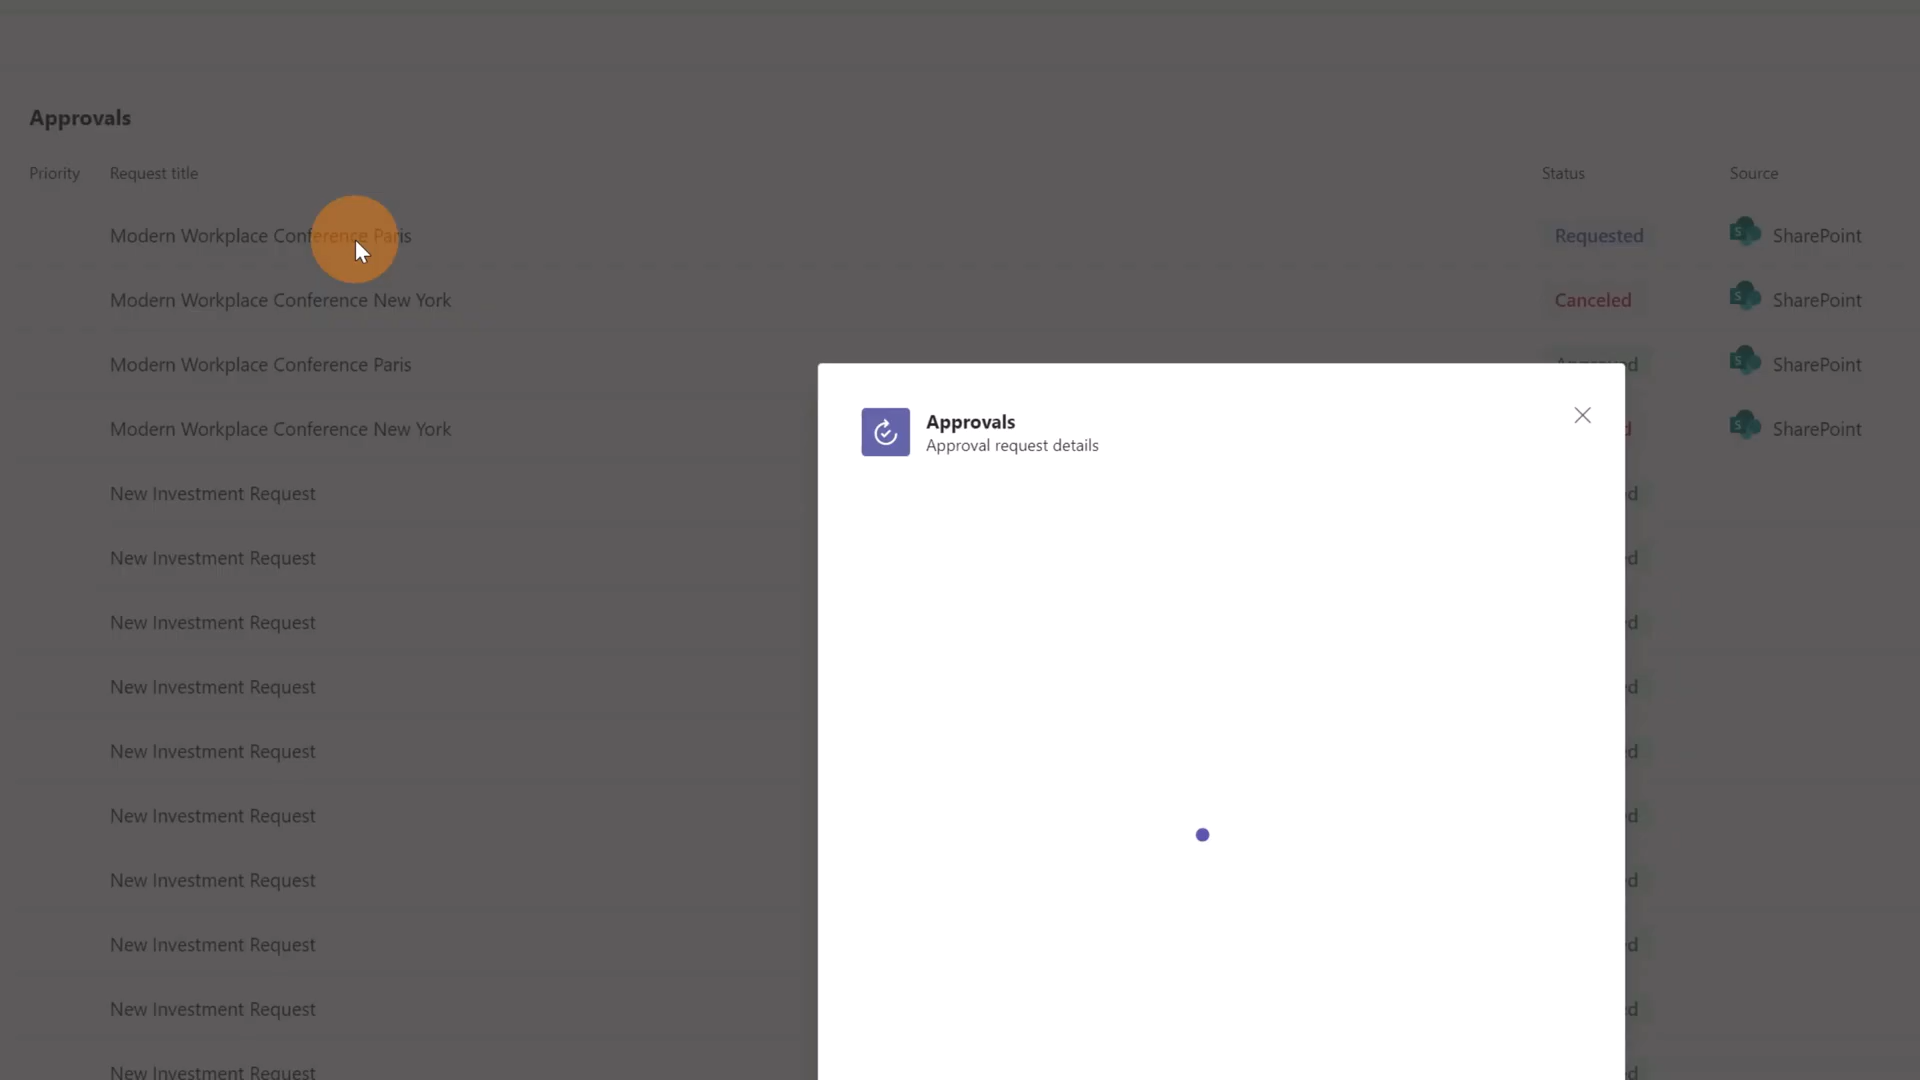 Approvals
Priority Request title Status Source
Modern Workplace Conference Paris Requested SharePoint
Modern Workplace Conference New York Canceled SharePoint
Modern Workplace Conference Paris Approved SharePoint
Modern Workplace Conference New York SharePoint
Approvals
Approval request details
New Investment Request
New Investment Request
New Investment Request
New Investment Request
New Investment Request
New Investment Request
New Investment Request
New Investment Request
New Investment Request
New Investment Request